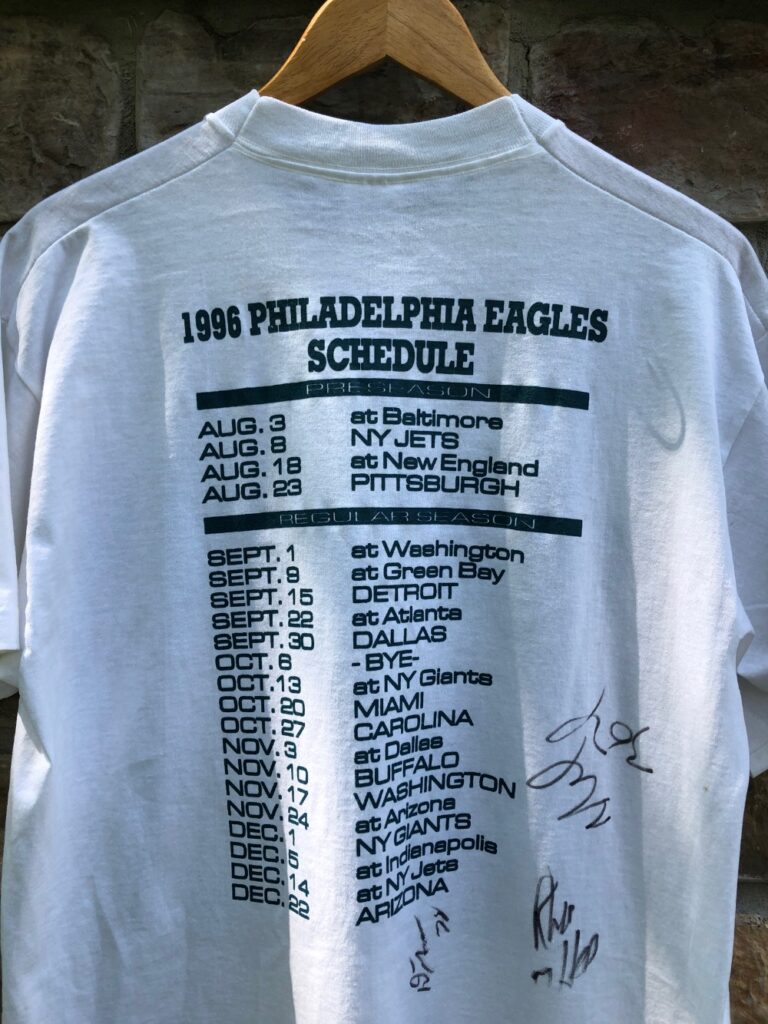 1996 PHILADELPHIA EAGLES
SCHEDULE
PRESEASON
AUG. 3 at Baltimore
AUG. 8 NY JETS
AUG. 18 at New England
AUG. 23 PITTSBURGH
REGULAR SEASON
SEPT. 1 at Washington
SEPT. 9 at Green Bay
SEPT. 15 DETROIT
SEPT. 22 at Atlanta
SEPT. 30 DALLAS
OCT. 6 - BYE-
OCT. 13 at NY Giants
OCT. 20 MIAMI
OCT. 27 CAROLINA
NOV. 3 at Dallas
NOV. 10 BUFFALO
NOV. 17 WASHINGTON
NOV. 24 at Arizona
DEC. 1 NY GIANTS
DEC. 5 at Indianapolis
DEC. 14 at NY Jets
DEC. 22 ARIZONA